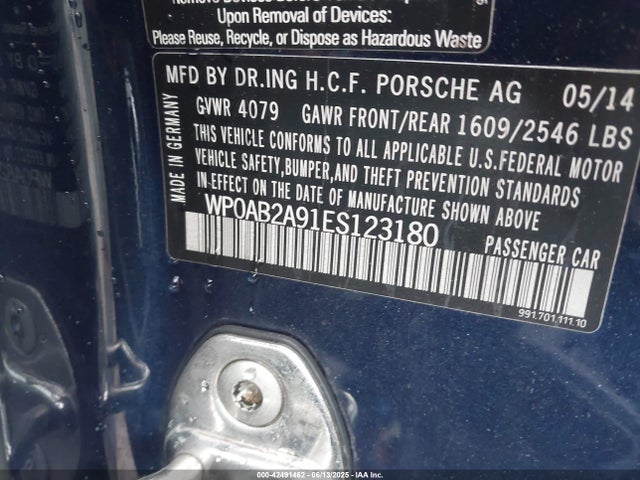 Upon Removal of Devices:
Please Reuse, Recycle, or Dispose as Hazardous Waste
MFD BY DR.ING H.C.F. PORSCHE AG 05/14
GVWR 4079 GAWR FRONT/REAR 1609/2546 LBS
THIS VEHICLE CONFORMS TO ALL APPLICABLE U.S.FEDERAL MOTOR
VEHICLE SAFETY,BUMPER,AND THEFT PREVENTION STANDARDS
IN-EFFECT ON THE DATE OF MANUFACTURE SHOWN ABOVE
WP0AB2A91ES123180
PASSENGER CAR
MADE IN GERMANY
991.701.111.10
000-42491462 - 06/13/2025 - IAA Inc.